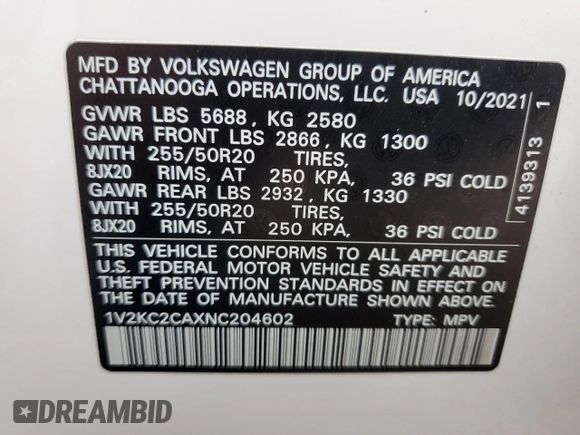 MFD BY VOLKSWAGEN GROUP OF AMERICA
CHATTANOOGA OPERATIONS, LLC. USA 10/2021
GVWR LBS 5688, KG 2580
GAWR FRONT LBS 2866, KG 1300
WITH 255/50R20 TIRES,
8JX20 RIMS, AT 250 KPA, 36 PSI COLD
GAWR REAR LBS 2932, KG 1330
WITH 255/50R20 TIRES,
8JX20 RIMS, AT 250 KPA, 36 PSI COLD
THIS VEHICLE CONFORMS TO ALL APPLICABLE
U.S. FEDERAL MOTOR VEHICLE SAFETY AND
THEFT PREVENTION STANDARDS IN EFFECT ON
THE DATE OF MANUFACTURE SHOWN ABOVE.
1V2KC2CAXNC204602 TYPE: MPV
4139313 1
DREAMBID